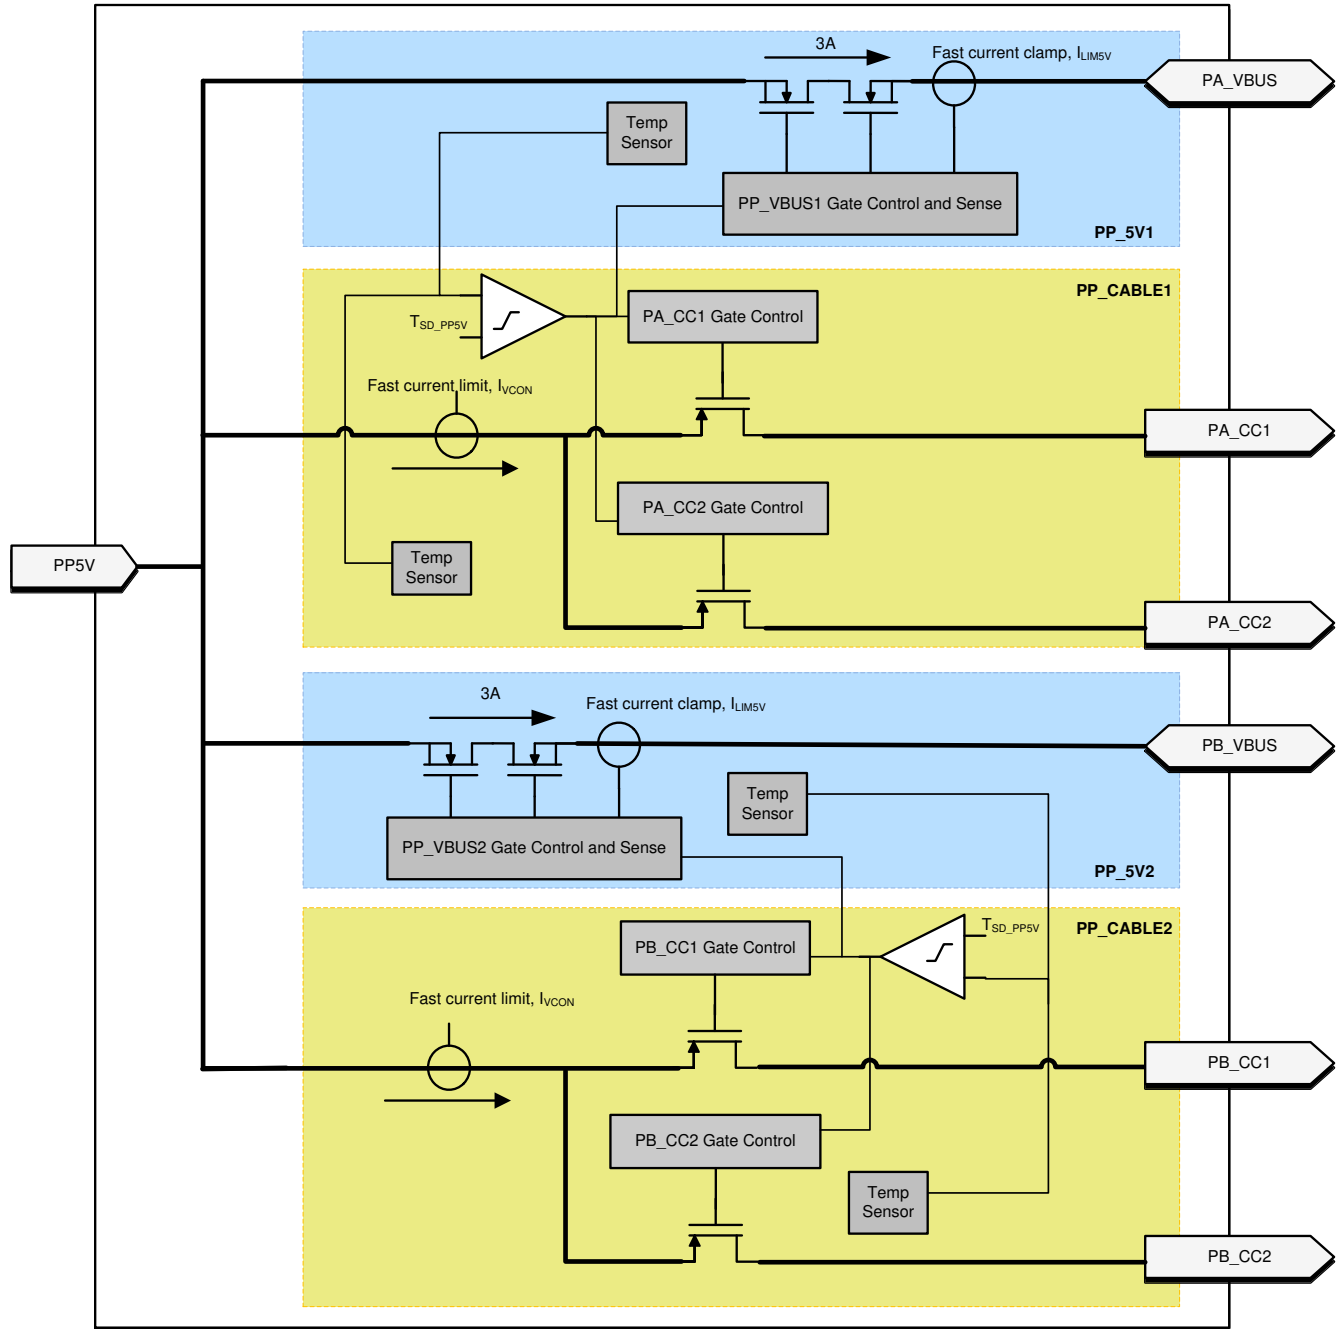 3A
Fast current clamp, ILIM5V
PA_VBUS
Temp
Sensor
PP_VBUS1 Gate Control and Sense
PP_5V1
PP_CABLE1
PA_CC1 Gate Control
TSD_PP5V
Fast current limit, IVCON
PA_CC1
PA_CC2 Gate Control
Temp
Sensor
PP5V
PA_CC2
3A
Fast current clamp, ILIM5V
PB_VBUS
Temp
Sensor
PP_VBUS2 Gate Control and Sense
PP_5V2
PP_CABLE2
TSD_PP5V
PB_CC1 Gate Control
Fast current limit, IVCON
PB_CC1
PB_CC2 Gate Control
Temp
Sensor
PB_CC2